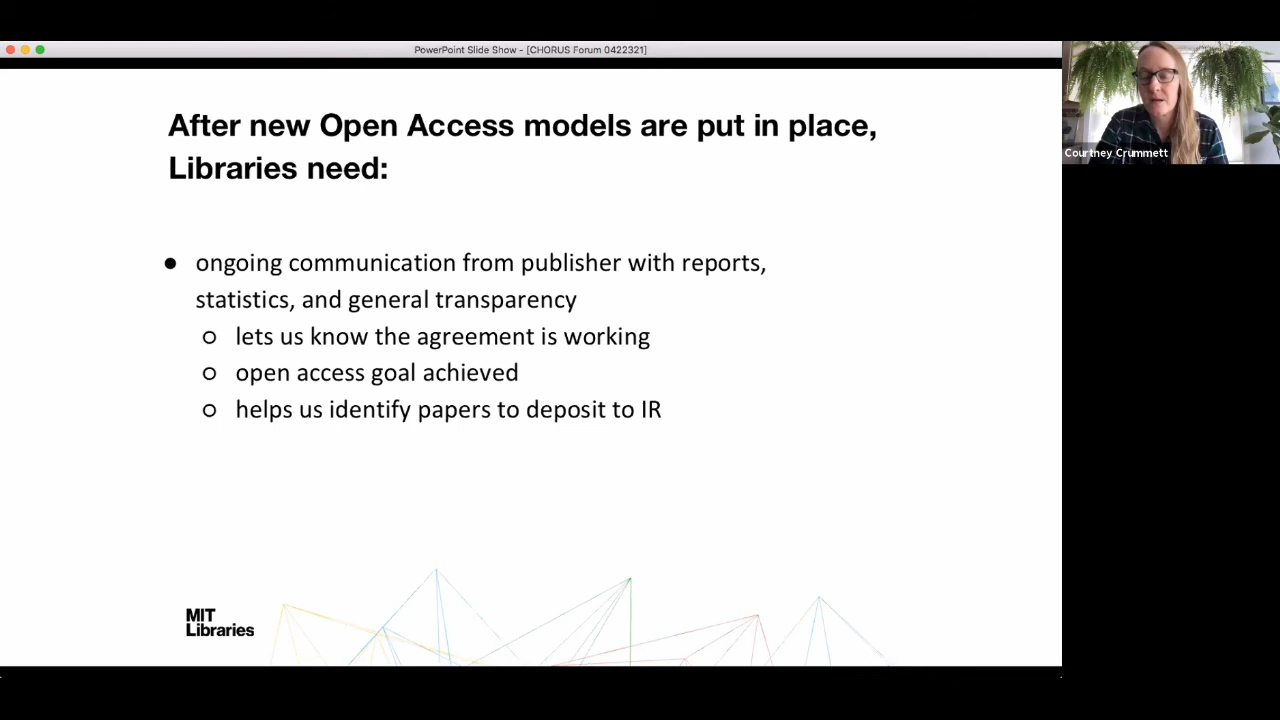 PowerPoint Slide Show - [CHORUS Forum 0422321]
After new Open Access models are put in place,
Libraries need:
● ongoing communication from publisher with reports,
statistics, and general transparency
○ lets us know the agreement is working
○ open access goal achieved
○ helps us identify papers to deposit to IR
MIT
Libraries
Courtney Crummett